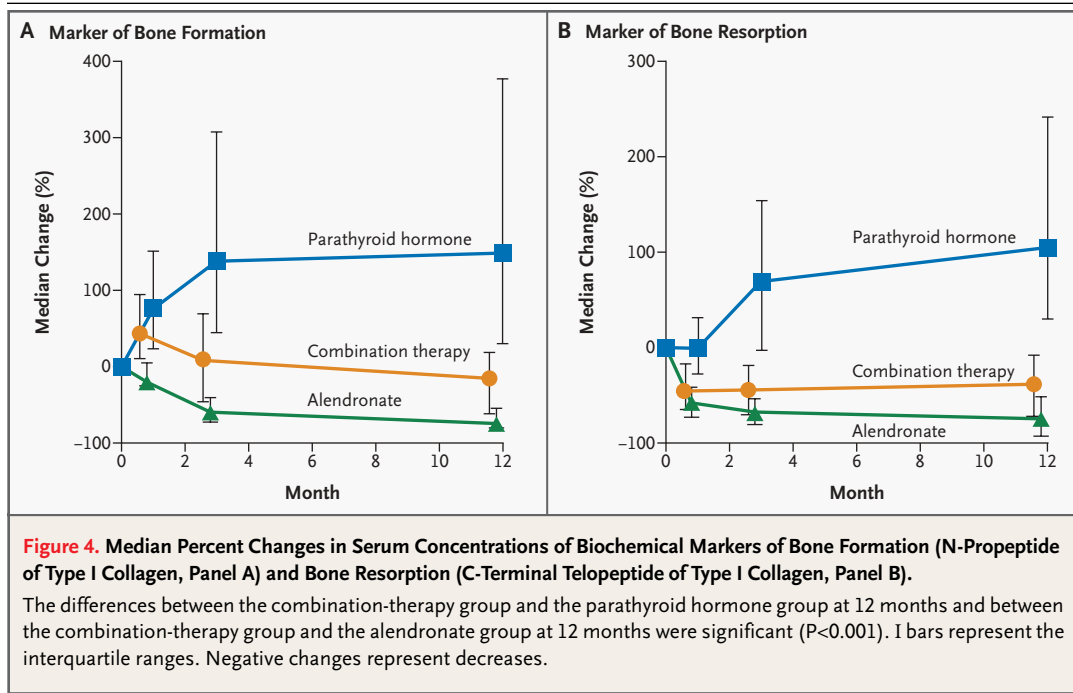 A Marker of Bone Formation
400
300
200
100
0
–100
Median Change (%)
Parathyroid hormone
Combination therapy
Alendronate
0 2 4 6 8 10 12
Month
B Marker of Bone Resorption
300
200
100
0
–100
Median Change (%)
Parathyroid hormone
Combination therapy
Alendronate
0 2 4 6 8 10 12
Month
Figure 4. Median Percent Changes in Serum Concentrations of Biochemical Markers of Bone Formation (N-Propeptide
of Type I Collagen, Panel A) and Bone Resorption (C-Terminal Telopeptide of Type I Collagen, Panel B).
The differences between the combination-therapy group and the parathyroid hormone group at 12 months and between
the combination-therapy group and the alendronate group at 12 months were significant (P<0.001). I bars represent the
interquartile ranges. Negative changes represent decreases.